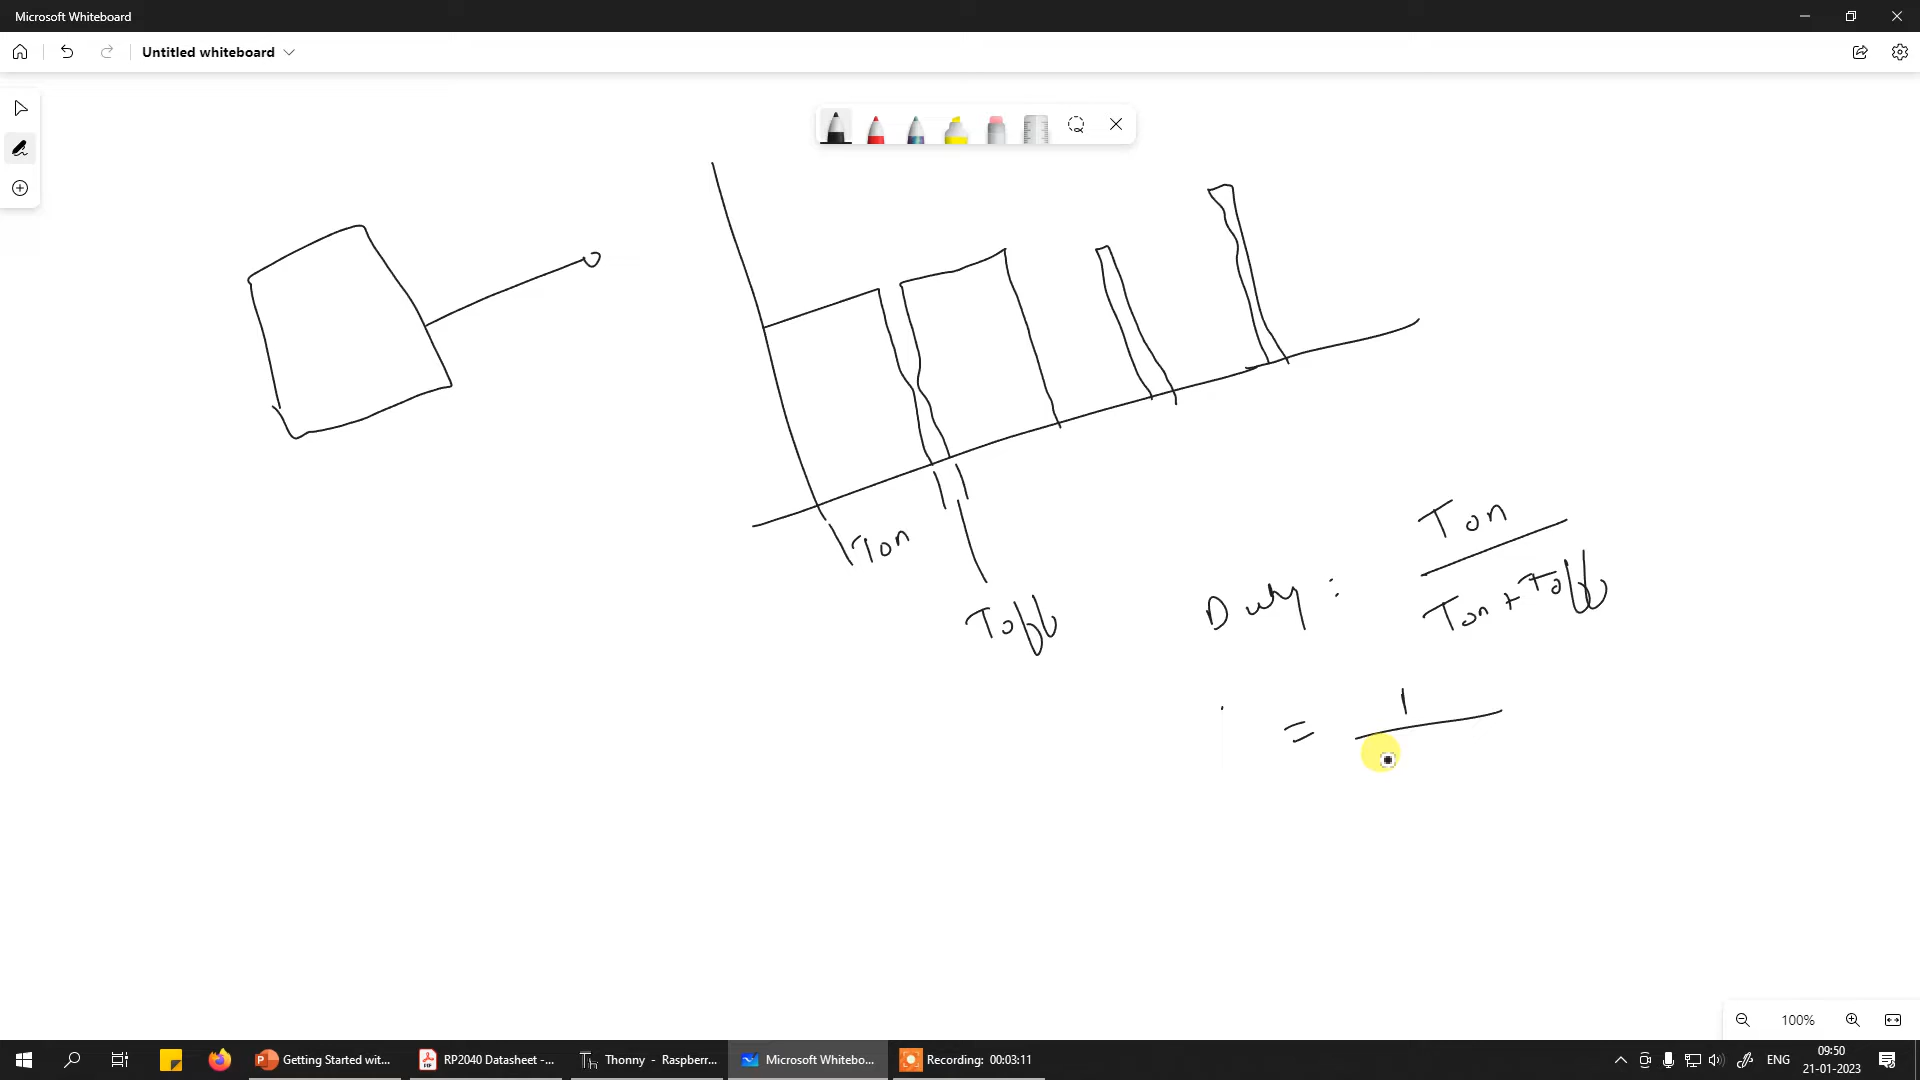 Microsoft Whiteboard
Untitled whiteboard
Ton
Toff
Duty :
Ton
Ton + Toff
= 1
100%
Getting Started wit...
RP2040 Datasheet -...
Thonny - Raspberr...
Microsoft Whitebo...
Recording: 00:03:11
ENG
09:50
21-01-2023